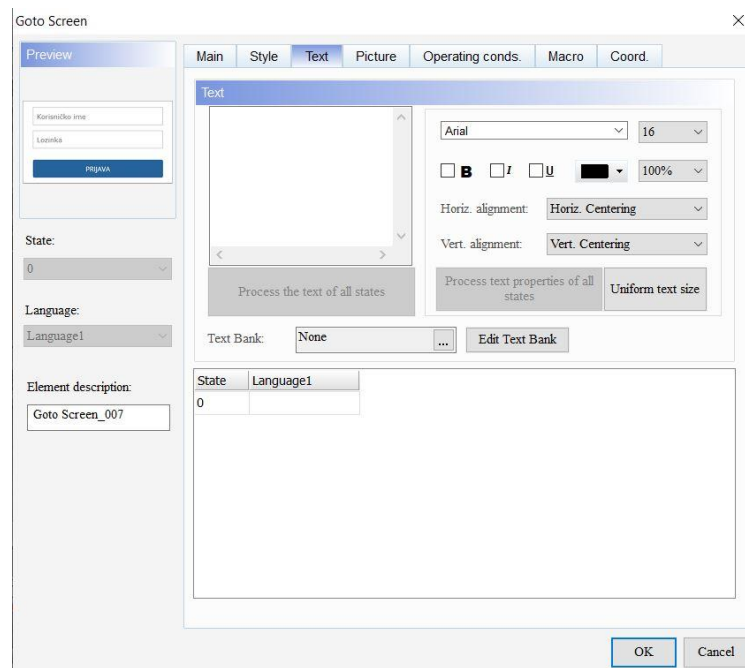 Goto Screen
Preview
Korisničko ime
Lozinka
PRIJAVA
State:
0
Language:
Language1
Element description:
Goto Screen_007
Main Style Text Picture Operating conds. Macro Coord.
Text
Arial 16
B I U 100%
Horiz. alignment: Horiz. Centering
Vert. alignment: Vert. Centering
Process the text of all states
Process text properties of all
states
Uniform text size
Text Bank: None ... Edit Text Bank
State Language1
0
OK Cancel